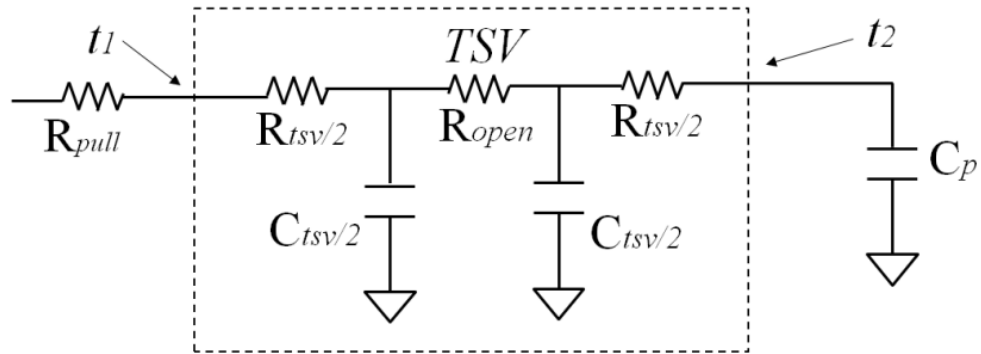 t1
TSV
t2
Rpull
Rtsv/2
Ropen
Rtsv/2
Cp
Ctsv/2
Ctsv/2